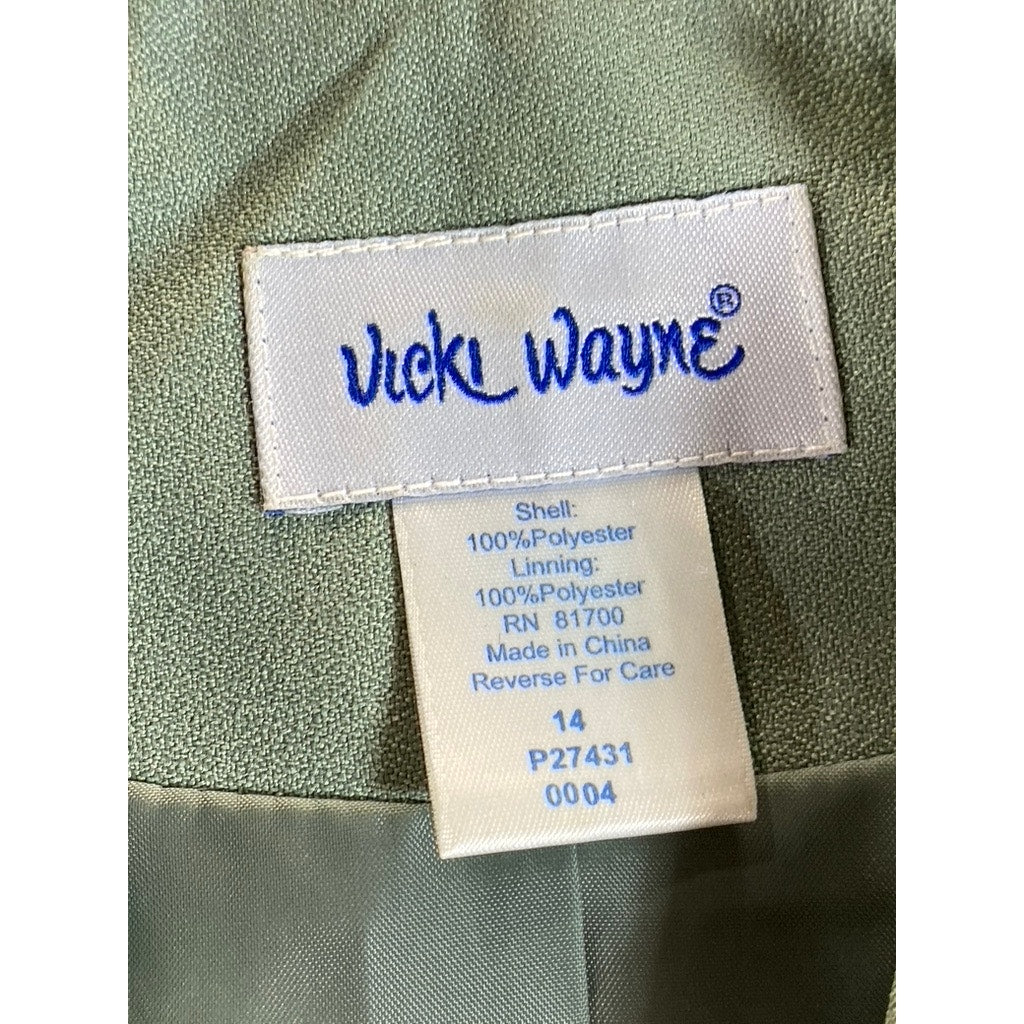 Vicki Wayne®
Shell:
100%Polyester
Linning:
100%Polyester
RN 81700
Made in China
Reverse For Care
14
P27431
0004